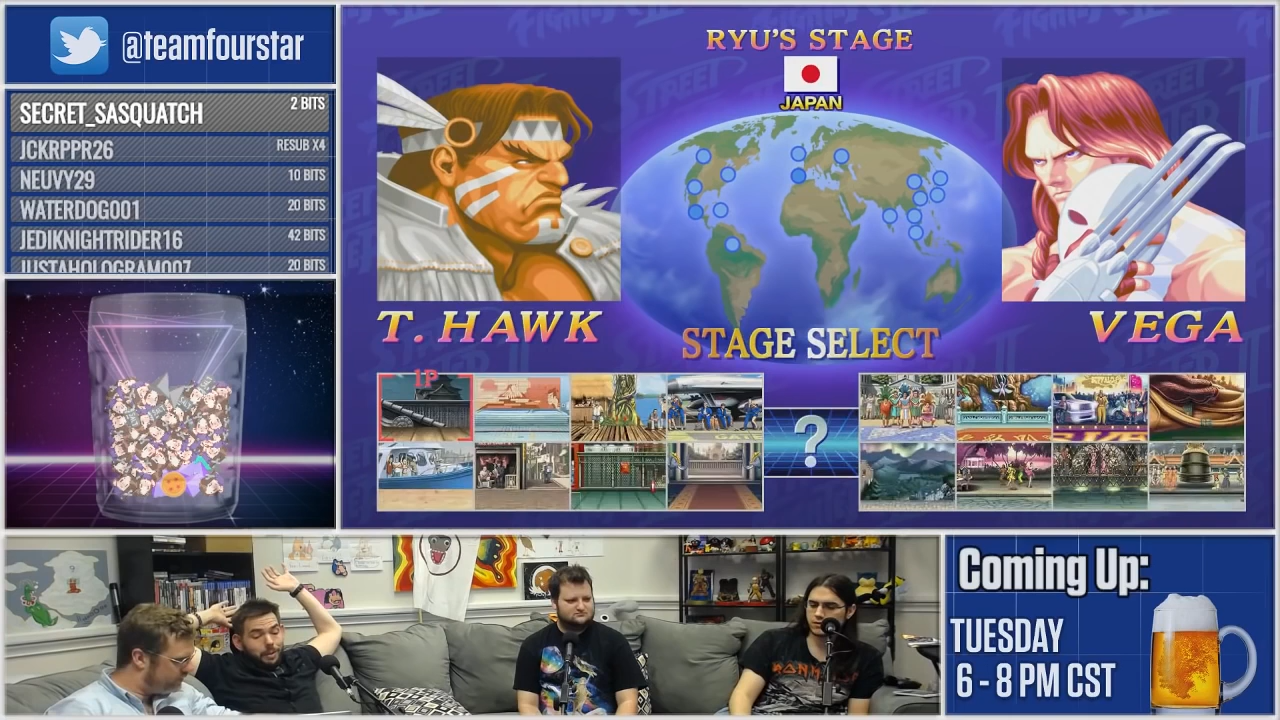 @teamfourstar
SECRET_SASQUATCH 2 BITS
JCKRPPR26 RESUB X4
NEUVY29 10 BITS
WATERDOG001 20 BITS
JEDIKNIGHTRIDER16 42 BITS
JUSTAHOLOGRAM007 20 BITS
RYU'S STAGE
JAPAN
T. HAWK
VEGA
STAGE SELECT
1P
?
Coming Up:
TUESDAY
6 - 8 PM CST